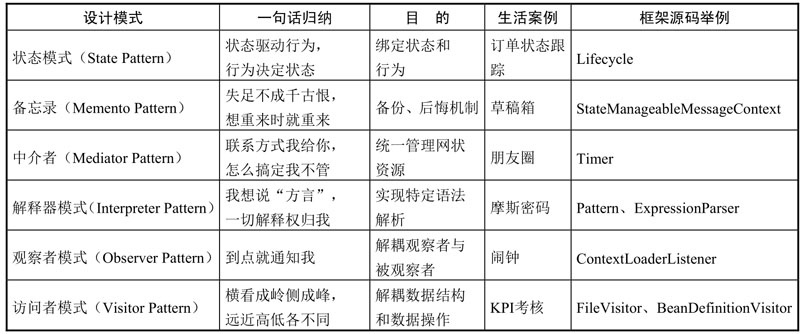 设计模式 一句话归纳 目 的 生活案例 框架源码举例
状态模式（State Pattern） 状态驱动行为，行为决定状态 绑定状态和行为 订单状态跟踪 Lifecycle
备忘录（Memento Pattern） 失足不成千古恨，想重来时就重来 备份、后悔机制 草稿箱 StateManageableMessageContext
中介者（Mediator Pattern） 联系方式我给你，怎么搞定我不管 统一管理网状资源 朋友圈 Timer
解释器模式（Interpreter Pattern） 我想说“方言”，一切解释权归我 实现特定语法解析 摩斯密码 Pattern、ExpressionParser
观察者模式（Observer Pattern） 到点就通知我 解耦观察者与被观察者 闹钟 ContextLoaderListener
访问者模式（Visitor Pattern） 横看成岭侧成峰，远近高低各不同 解耦数据结构和数据操作 KPI考核 FileVisitor、BeanDefinitionVisitor